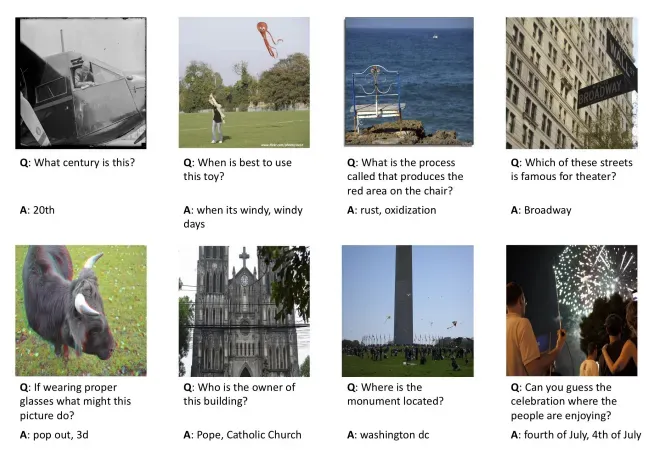 WALL
BROADWAY
Q: What century is this?
A: 20th
Q: When is best to use
this toy?
A: when its windy, windy
days
Q: What is the process
called that produces the
red area on the chair?
A: rust, oxidization
Q: Which of these streets
is famous for theater?
A: Broadway
Q: If wearing proper
glasses what might this
picture do?
A: pop out, 3d
Q: Who is the owner of
this building?
A: Pope, Catholic Church
Q: Where is the
monument located?
A: washington dc
Q: Can you guess the
celebration where the
people are enjoying?
A: fourth of July, 4th of July